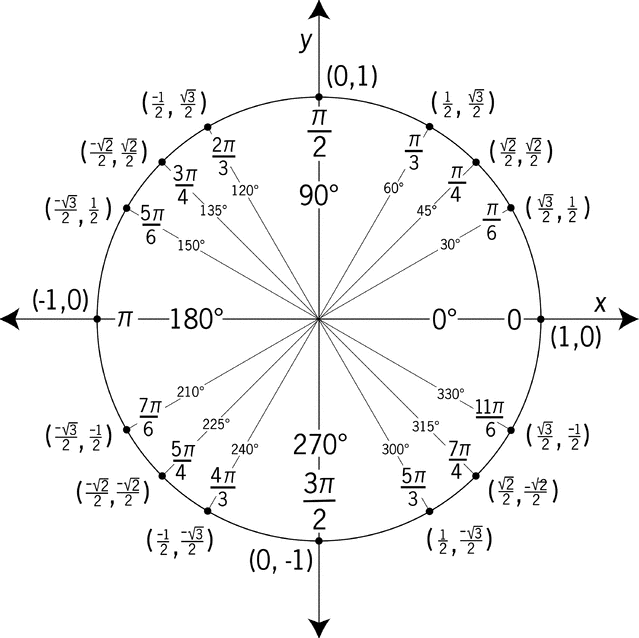 y
(0,1)
(-1/2, √3/2)
(1/2, √3/2)
π/2
(-√2/2, √2/2)
2π/3
π/3
(√2/2, √2/2)
3π/4
π/4
120°
90°
60°
(-√3/2, 1/2)
5π/6
135°
45°
π/6
(√3/2, 1/2)
150°
30°
(-1,0)
x
π
180°
0°
0
(1,0)
210°
330°
7π/6
11π/6
(-√3/2, -1/2)
225°
315°
(√3/2, -1/2)
5π/4
240°
270°
300°
7π/4
(-√2/2, -√2/2)
4π/3
3π/2
5π/3
(√2/2, -√2/2)
(-1/2, -√3/2)
(1/2, -√3/2)
(0, -1)